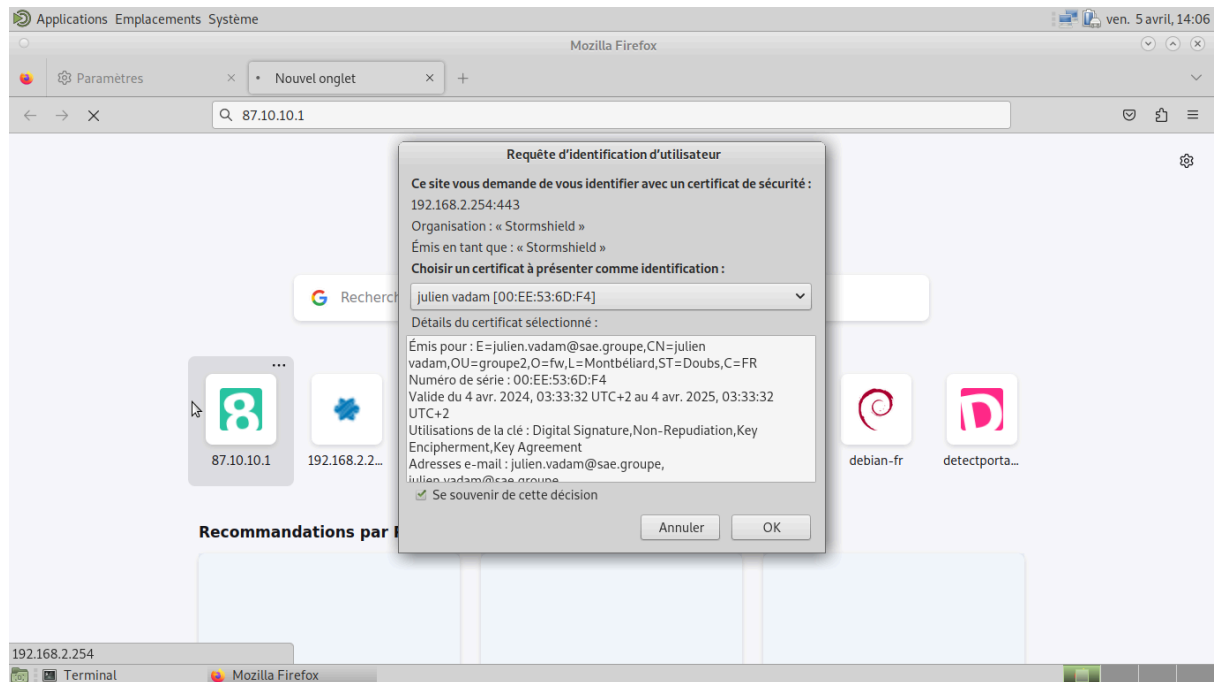 Applications Emplacements Système
ven. 5 avril, 14:06
Mozilla Firefox
Paramètres
Nouvel onglet
87.10.10.1
Requête d'identification d'utilisateur
Ce site vous demande de vous identifier avec un certificat de sécurité :
192.168.2.254:443
Organisation : « Stormshield »
Émis en tant que : « Stormshield »
Choisir un certificat à présenter comme identification :
julien vadam [00:EE:53:6D:F4]
Détails du certificat sélectionné :
Émis pour : E=julien.vadam@sae.groupe,CN=julien
vadam,OU=groupe2,O=fw,L=Montbéliard,ST=Doubs,C=FR
Numéro de série : 00:EE:53:6D:F4
Valide du 4 avr. 2024, 03:33:32 UTC+2 au 4 avr. 2025, 03:33:32
UTC+2
Utilisations de la clé : Digital Signature,Non-Repudiation,Key
Encipherment,Key Agreement
Adresses e-mail : julien.vadam@sae.groupe,
julien.vadam@sae.groupe
Se souvenir de cette décision
Annuler OK
G Recherch
8
87.10.10.1
192.168.2.2...
debian-fr
D
detectporta...
Recommandations par
192.168.2.254
Terminal
Mozilla Firefox